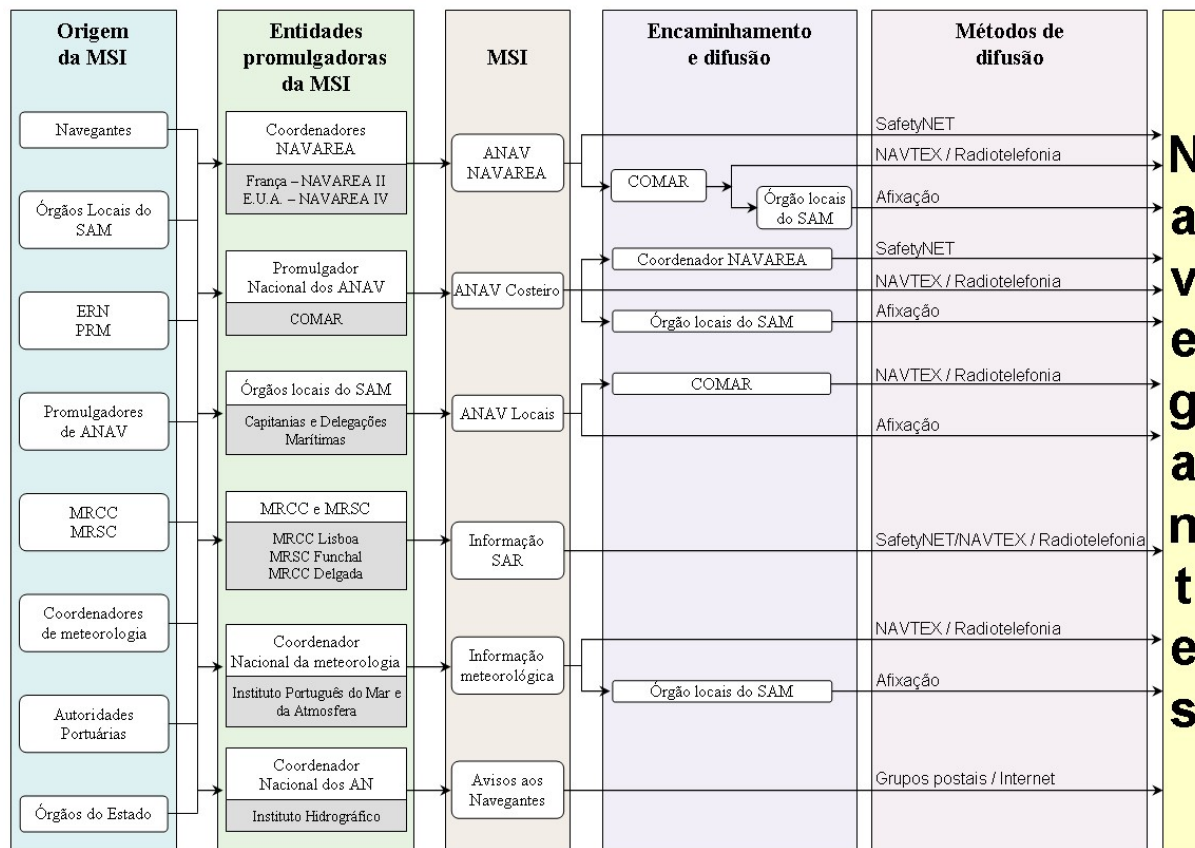 Origem
da MSI
Navegantes
Órgãos Locais do
SAM
ERN
PRM
Promulgadores
de ANAV
MRCC
MRSC
Coordenadores
de meteorologia
Autoridades
Portuárias
Órgãos do Estado
Entidades
promulgadoras
da MSI
Coordenadores
NAVAREA
França – NAVAREA II
E.U.A. – NAVAREA IV
Promulgador
Nacional dos ANAV
COMAR
Órgãos locais do SAM
Capitanias e Delegações
Marítimas
MRCC e MRSC
MRCC Lisboa
MRSC Funchal
MRCC Delgada
Coordenador
Nacional da meteorologia
Instituto Português do Mar e
da Atmosfera
Coordenador
Nacional dos AN
Instituto Hidrográfico
MSI
ANAV
NAVAREA
ANAV Costeiro
ANAV Locais
Informação
SAR
Informação
meteorológica
Avisos aos
Navegantes
Encaminhamento
e difusão
COMAR
Órgão locais
do SAM
Coordenador NAVAREA
Órgão locais do SAM
COMAR
Órgão locais do SAM
Métodos de
difusão
SafetyNET
NAVTEX / Radiotelefonia
Afixação
SafetyNET
NAVTEX / Radiotelefonia
Afixação
NAVTEX / Radiotelefonia
Afixação
SafetyNET/NAVTEX / Radiotelefonia
NAVTEX / Radiotelefonia
Afixação
Grupos postais / Internet
Navegantes